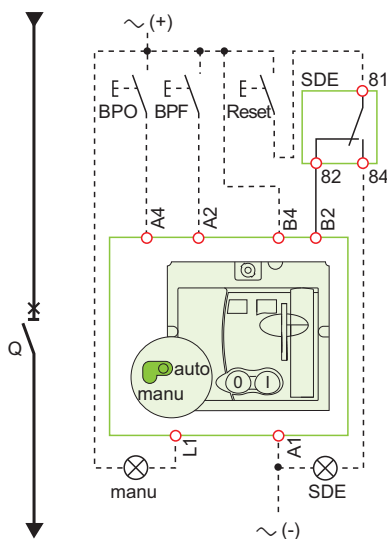 ~ (+)
SDE
81
BPO
BPF
Reset
82
84
A4
A2
B4
B2
Q
auto
manu
0
I
L1
A1
manu
SDE
~ (-)